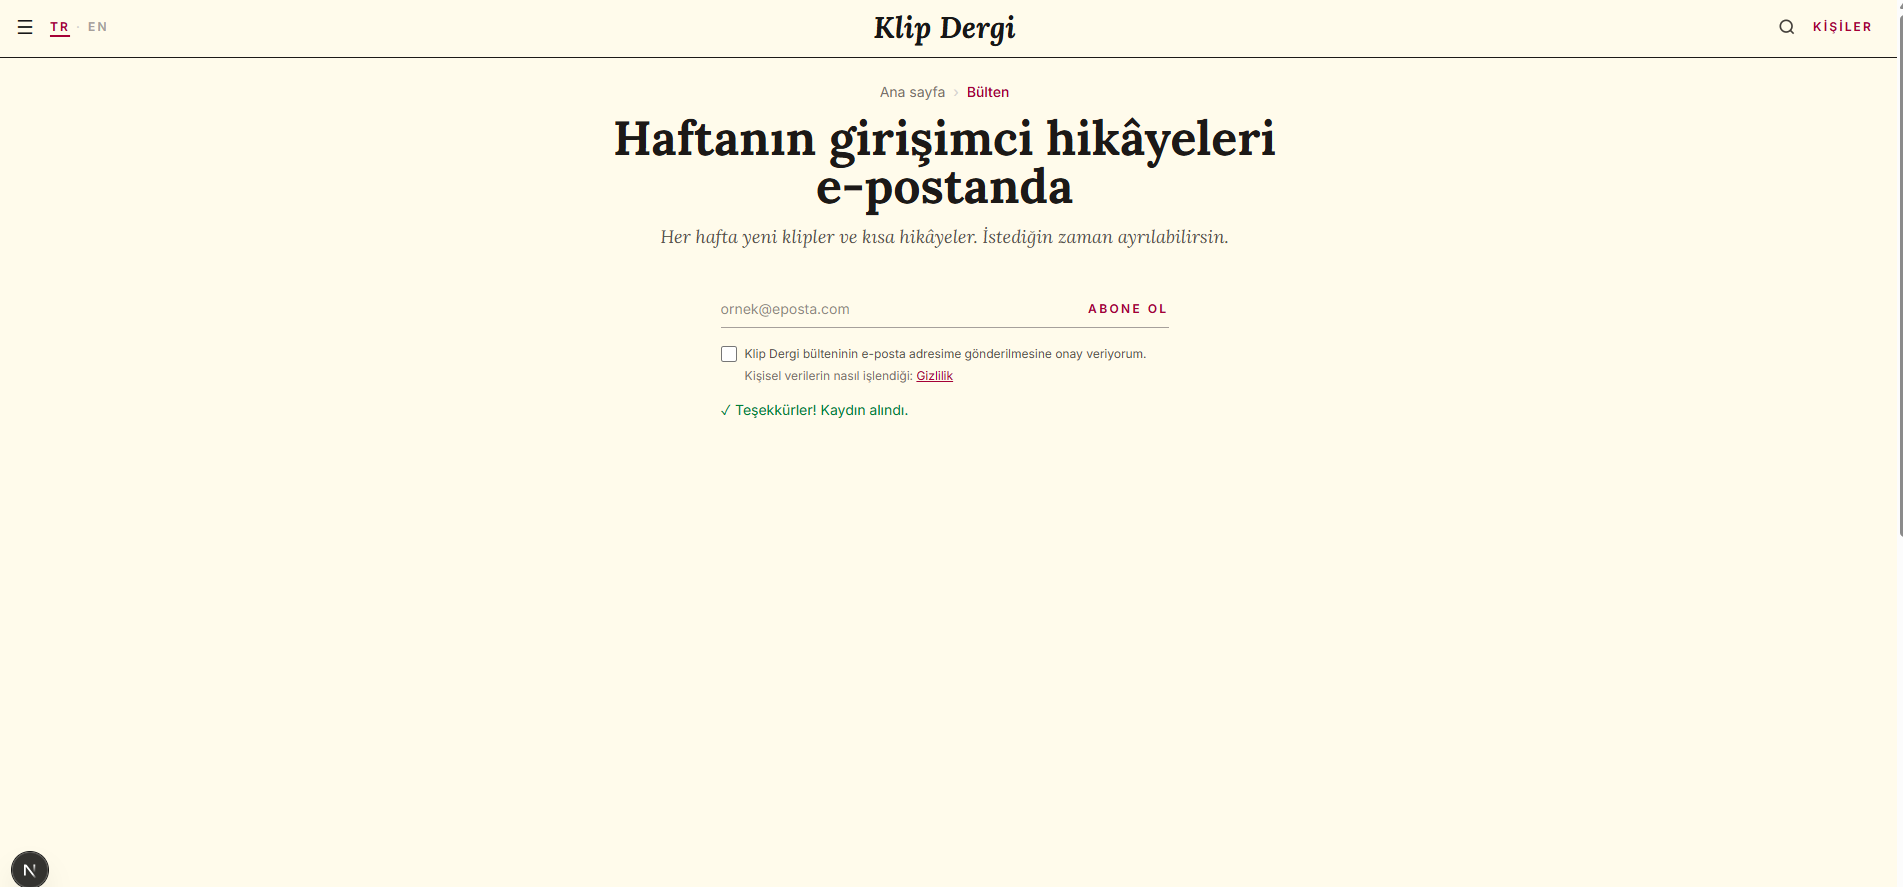 TR · EN
Klip Dergi
KİŞİLER
Ana sayfa › Bülten
Haftanın girişimci hikâyeleri
e-postanda
Her hafta yeni klipler ve kısa hikâyeler. İstediğin zaman ayrılabilirsin.
ornek@eposta.com
ABONE OL
Klip Dergi bülteninin e-posta adresime gönderilmesine onay veriyorum.
Kişisel verilerin nasıl işlendiği: Gizlilik
✓ Teşekkürler! Kaydın alındı.
N